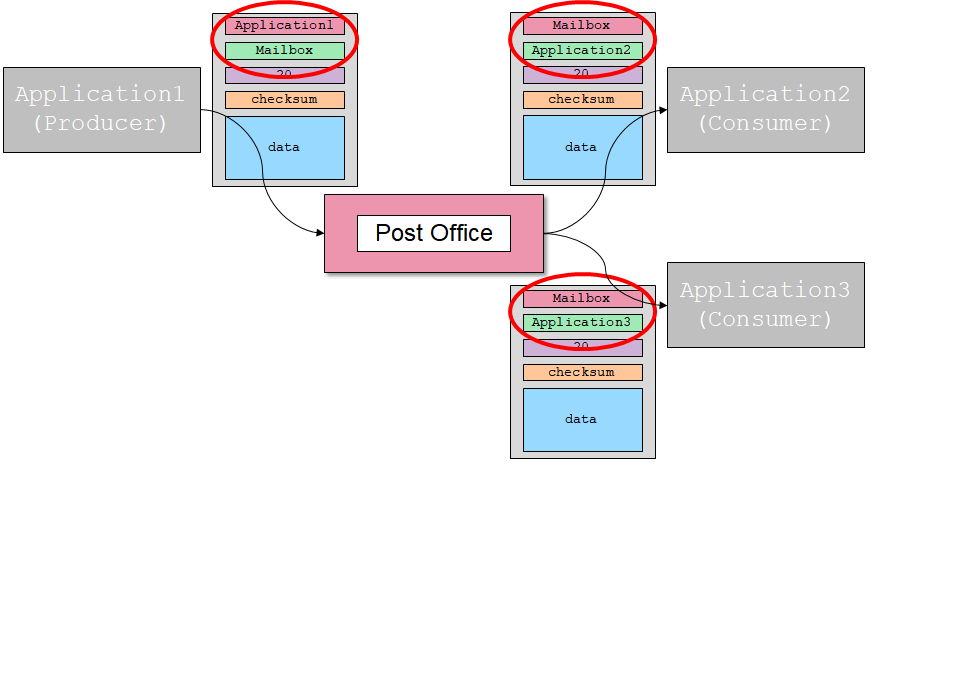 Application1
(Producer)
Application1
Mailbox
20
checksum
data
Post Office
Mailbox
Application2
20
checksum
data
Application2
(Consumer)
Mailbox
Application3
20
checksum
data
Application3
(Consumer)